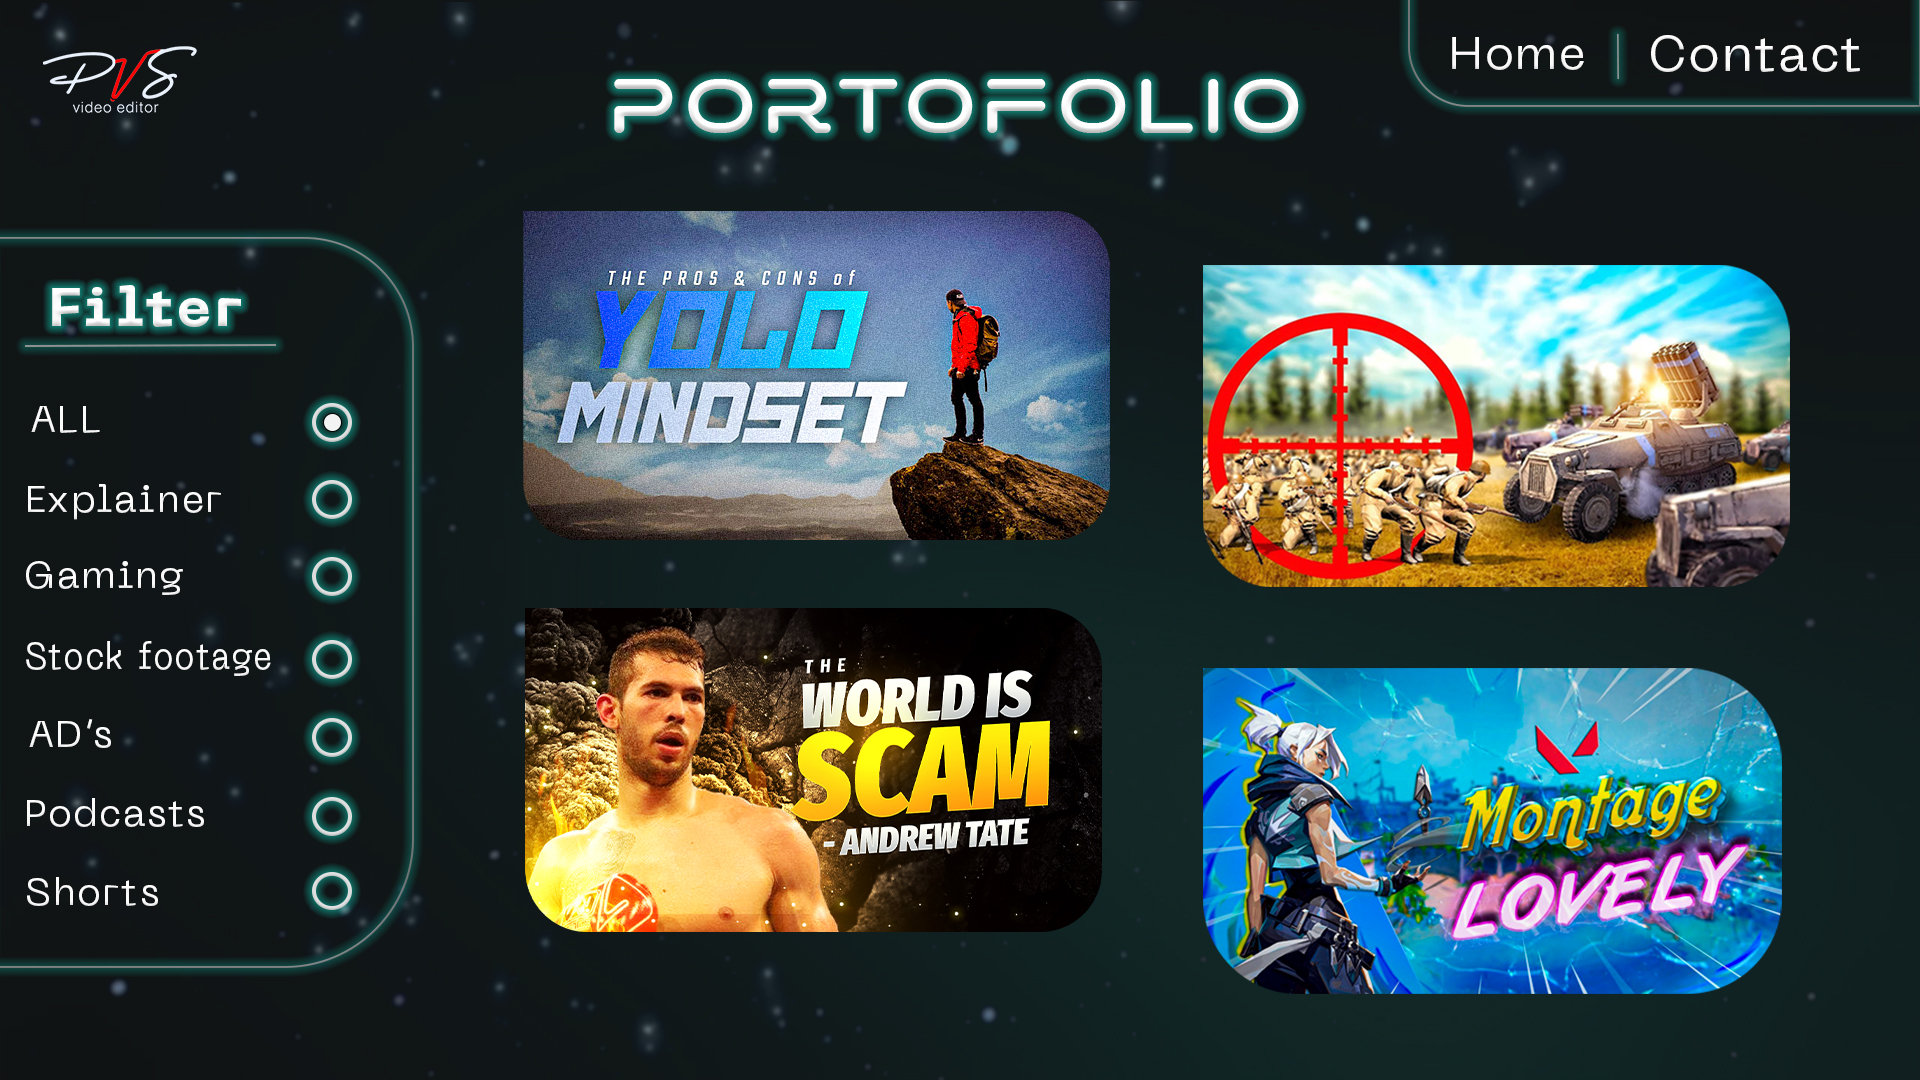 PVS
video editor
PORTOFOLIO
Home | Contact
Filter
ALL
Explainer
Gaming
Stock footage
AD's
Podcasts
Shorts
THE PROS & CONS of
YOLO
MINDSET
THE
WORLD IS
SCAM
- ANDREW TATE
Montage
LOVELY